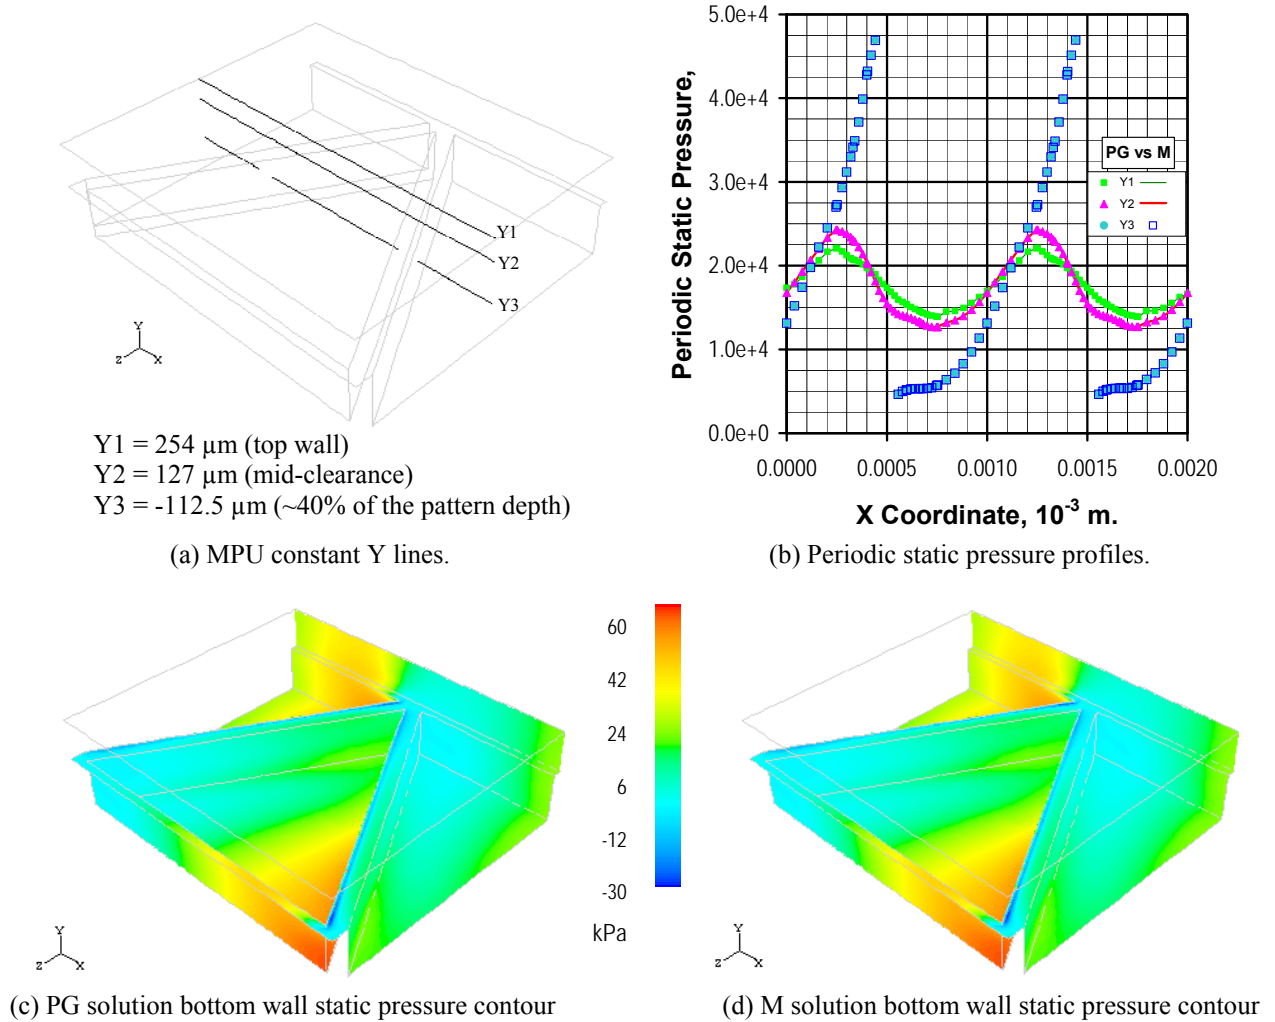 Y1
Y2
Y3
Y
Z
X
Y1 = 254 µm (top wall)
Y2 = 127 µm (mid-clearance)
Y3 = -112.5 µm (~40% of the pattern depth)
(a) MPU constant Y lines.
Periodic Static Pressure,
5.0e+4
4.0e+4
3.0e+4
2.0e+4
1.0e+4
0.0e+0
PG vs M
Y1
Y2
Y3
0.0000
0.0005
0.0010
0.0015
0.0020
X Coordinate, 10⁻³ m.
(b) Periodic static pressure profiles.
60
42
24
6
-12
-30
kPa
Y
Z
X
(c) PG solution bottom wall static pressure contour
Y
Z
X
(d) M solution bottom wall static pressure contour